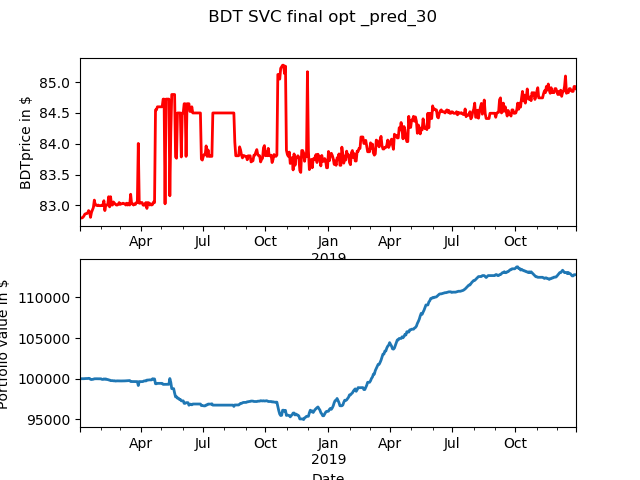 BDT SVC final opt _pred_30
BDTprice in $
85.0
84.5
84.0
83.5
83.0
Apr Jul Oct Jan Apr Jul Oct
2019
Portfolio value in $
110000
105000
100000
95000
Apr Jul Oct Jan Apr Jul Oct
2019
Date